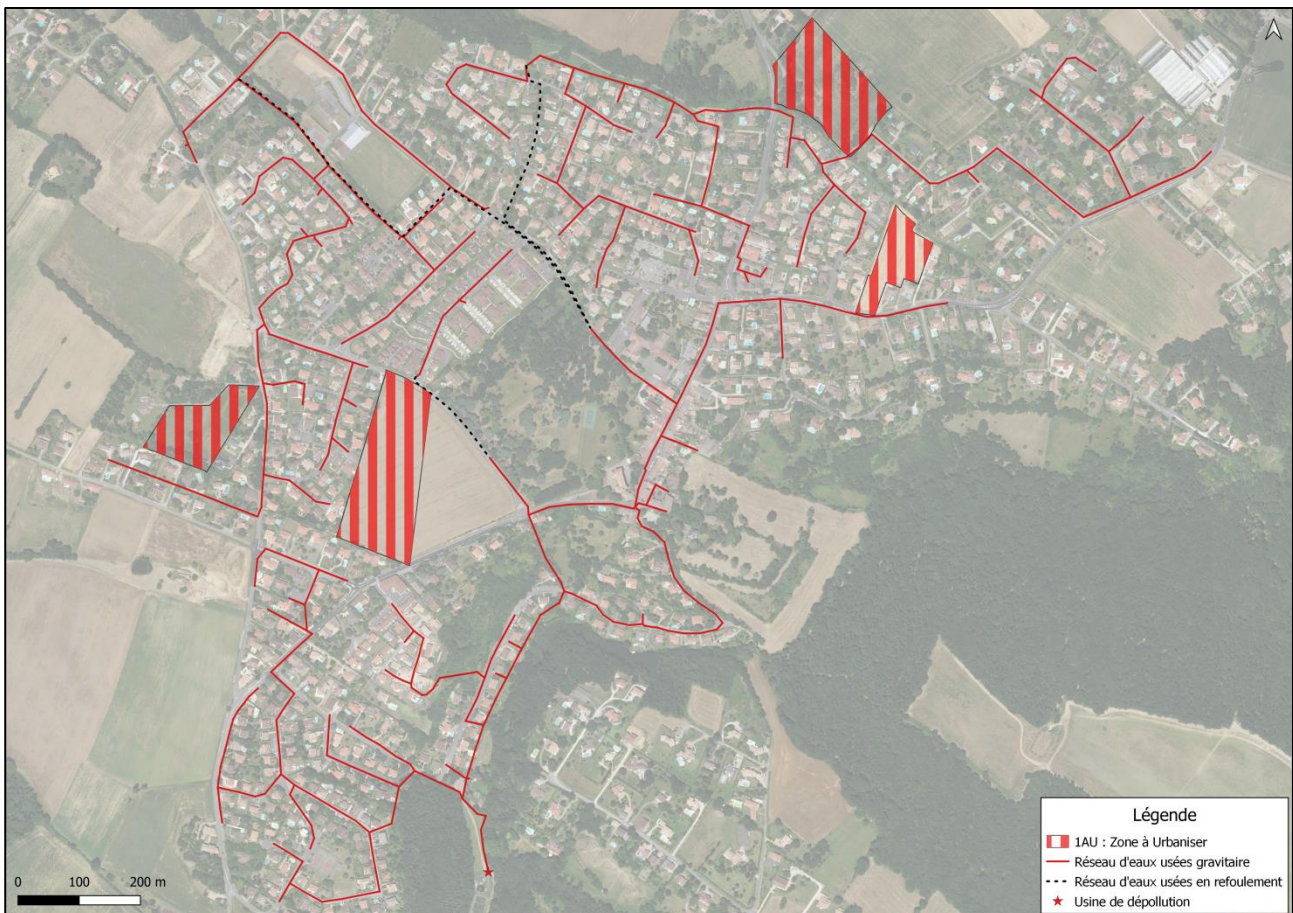 Légende
1AU : Zone à Urbaniser
Réseau d'eaux usées gravitaire
Réseau d'eaux usées en refoulement
Usine de dépollution
0 100 200 m